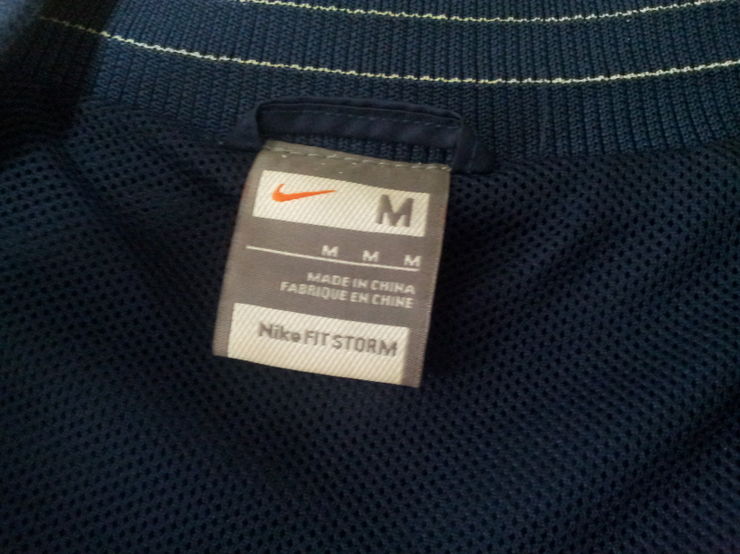 M
M M M
MADE IN CHINA
FABRIQUE EN CHINE
Nike FIT STORM